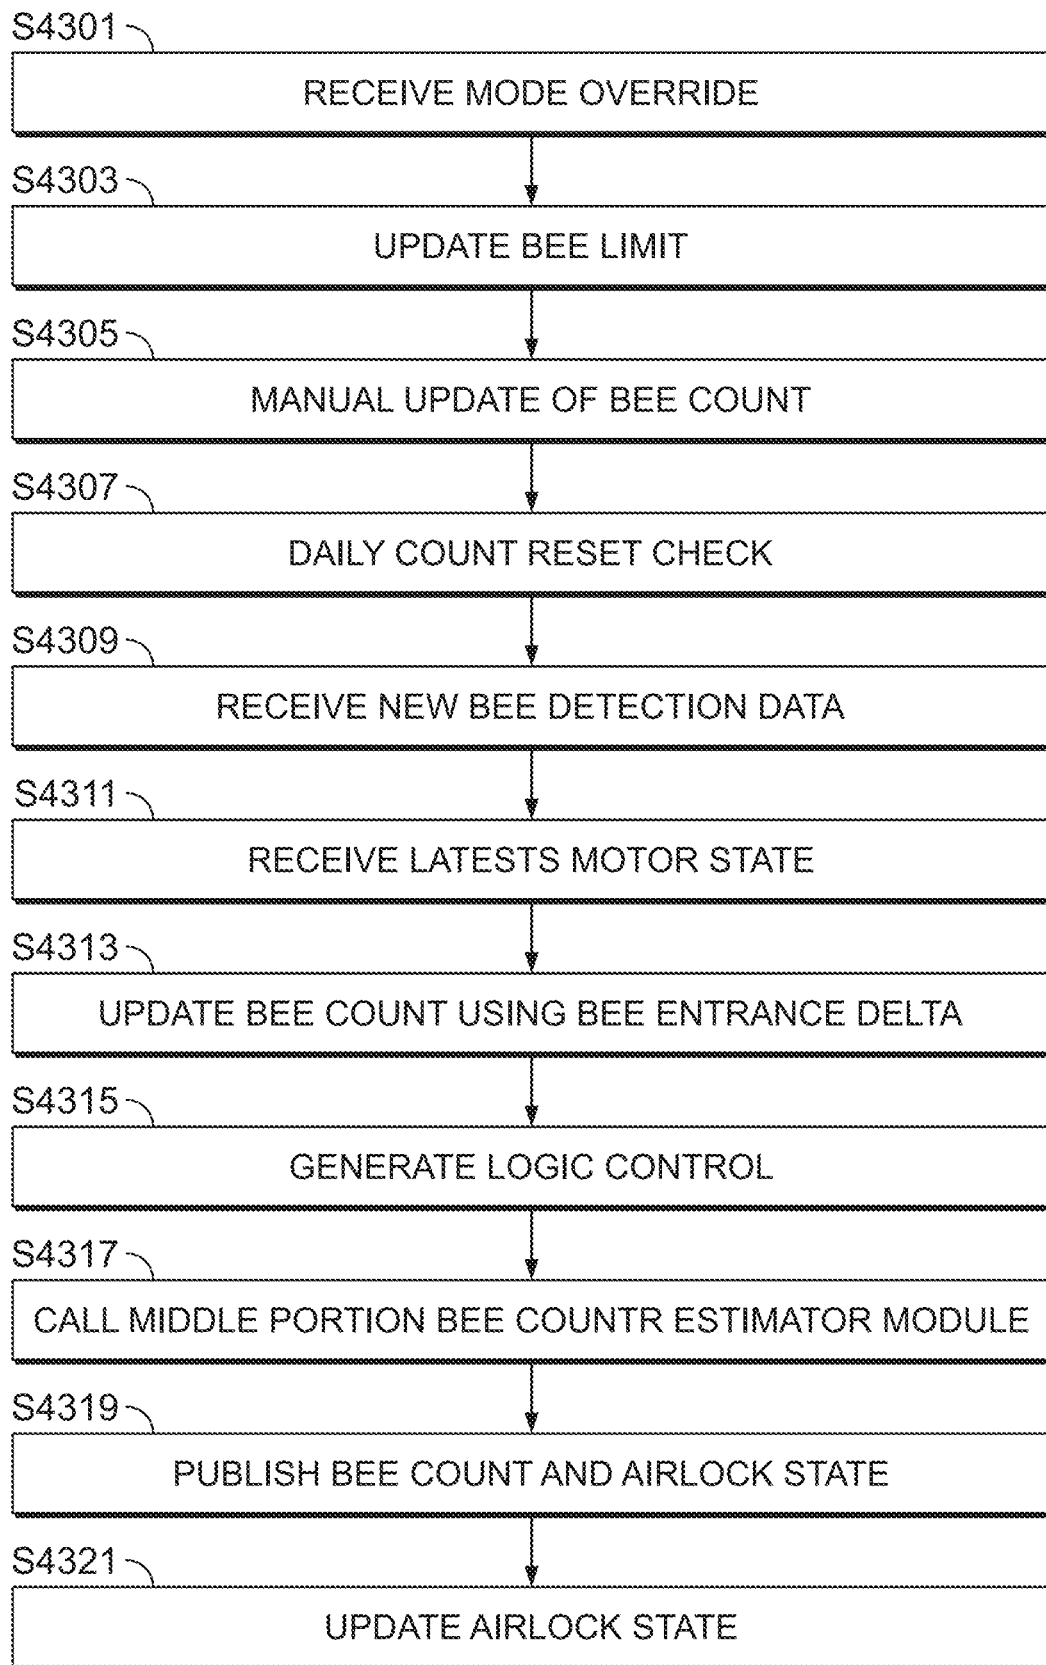 S4301
RECEIVE MODE OVERRIDE
S4303
UPDATE BEE LIMIT
S4305
MANUAL UPDATE OF BEE COUNT
S4307
DAILY COUNT RESET CHECK
S4309
RECEIVE NEW BEE DETECTION DATA
S4311
RECEIVE LATESTS MOTOR STATE
S4313
UPDATE BEE COUNT USING BEE ENTRANCE DELTA
S4315
GENERATE LOGIC CONTROL
S4317
CALL MIDDLE PORTION BEE COUNTR ESTIMATOR MODULE
S4319
PUBLISH BEE COUNT AND AIRLOCK STATE
S4321
UPDATE AIRLOCK STATE